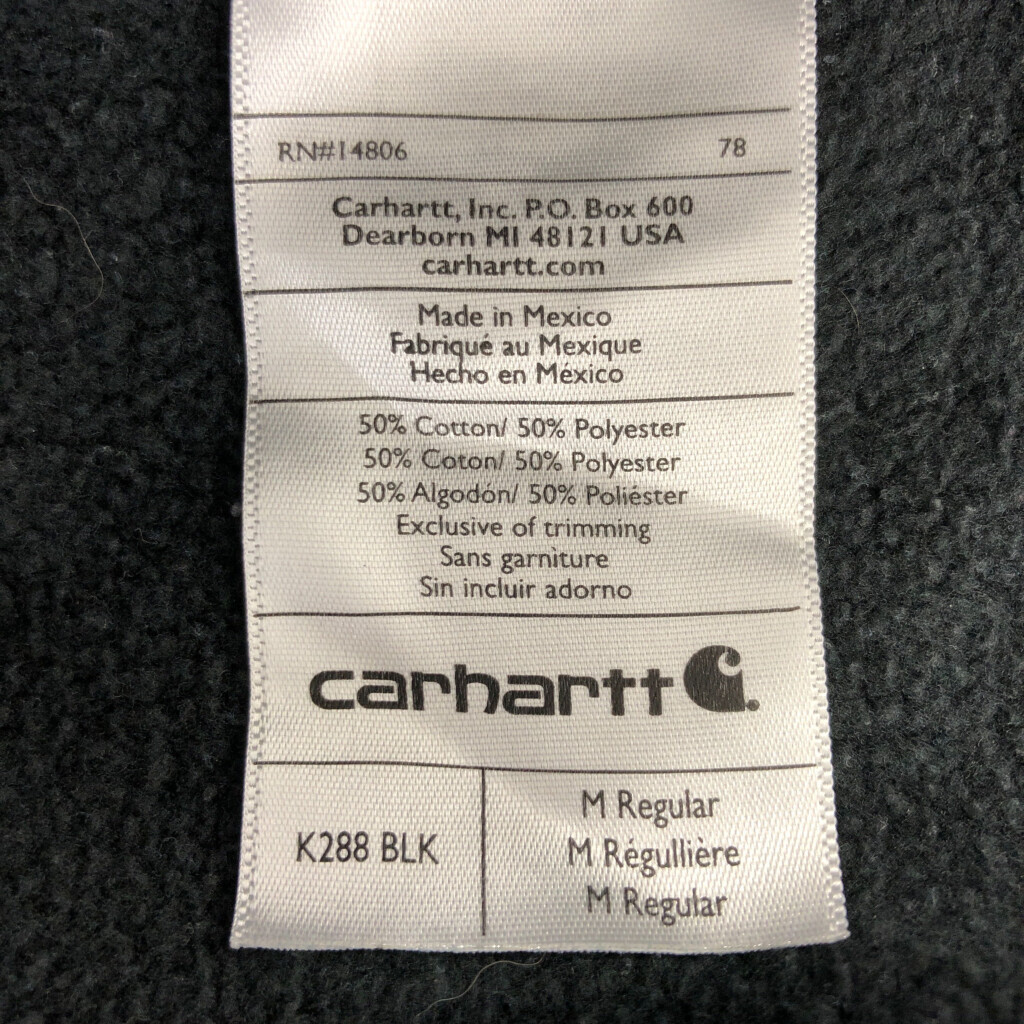 RN#14806 78
Carhartt, Inc. P.O. Box 600
Dearborn MI 48121 USA
carhartt.com
Made in Mexico
Fabriqué au Mexique
Hecho en México
50% Cotton/ 50% Polyester
50% Coton/ 50% Polyester
50% Algodón/ 50% Poliéster
Exclusive of trimming
Sans garniture
Sin incluir adorno
carhartt
K288 BLK
M Regular
M Régullière
M Regular